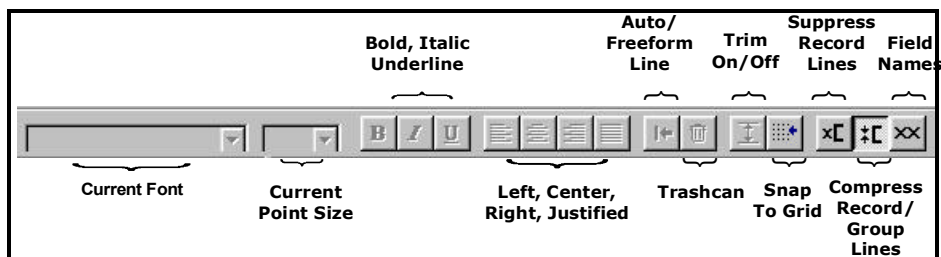 Auto/
Freeform
Line
Suppress
Record
Lines
Bold, Italic
Underline
Trim
On/Off
Field
Names
B I U
x[ ‡[ xx
Current Font
Current
Point Size
Left, Center,
Right, Justified
Trashcan
Snap
To Grid
Compress
Record/
Group
Lines